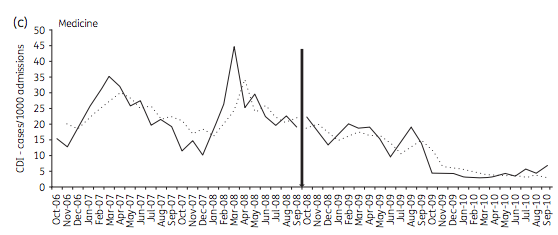 (c) Medicine
50
45
40
35
30
25
20
15
10
5
0
CDI - cases/1000 admissions
Oct-06
Nov-06
Dec-06
Jan-07
Feb-07
Mar-07
Apr-07
May-07
Jun-07
Jul-07
Aug-07
Sep-07
Oct-07
Nov-07
Dec-07
Jan-08
Feb-08
Mar-08
Apr-08
May-08
Jun-08
Jul-08
Aug-08
Sep-08
Oct-08
Nov-08
Dec-08
Jan-09
Feb-09
Mar-09
Apr-09
May-09
Jun-09
Jul-09
Aug-09
Sep-09
Oct-09
Nov-09
Dec-09
Jan-10
Feb-10
Mar-10
Apr-10
May-10
Jun-10
Jul-10
Aug-10
Sep-10